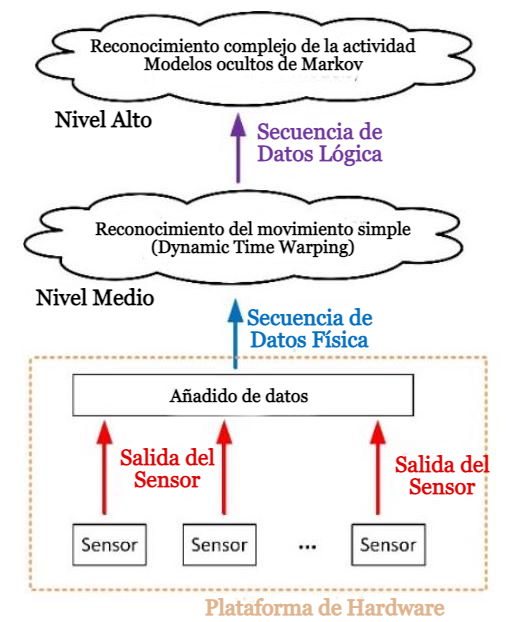 Reconocimiento complejo de la actividad
Modelos ocultos de Markov
Nivel Alto
Secuencia de
Datos Lógica
Reconocimiento del movimiento simple
(Dynamic Time Warping)
Nivel Medio
Secuencia de
Datos Física
Añadido de datos
Salida del
Sensor
Salida del
Sensor
Sensor
Sensor
...
Sensor
Plataforma de Hardware